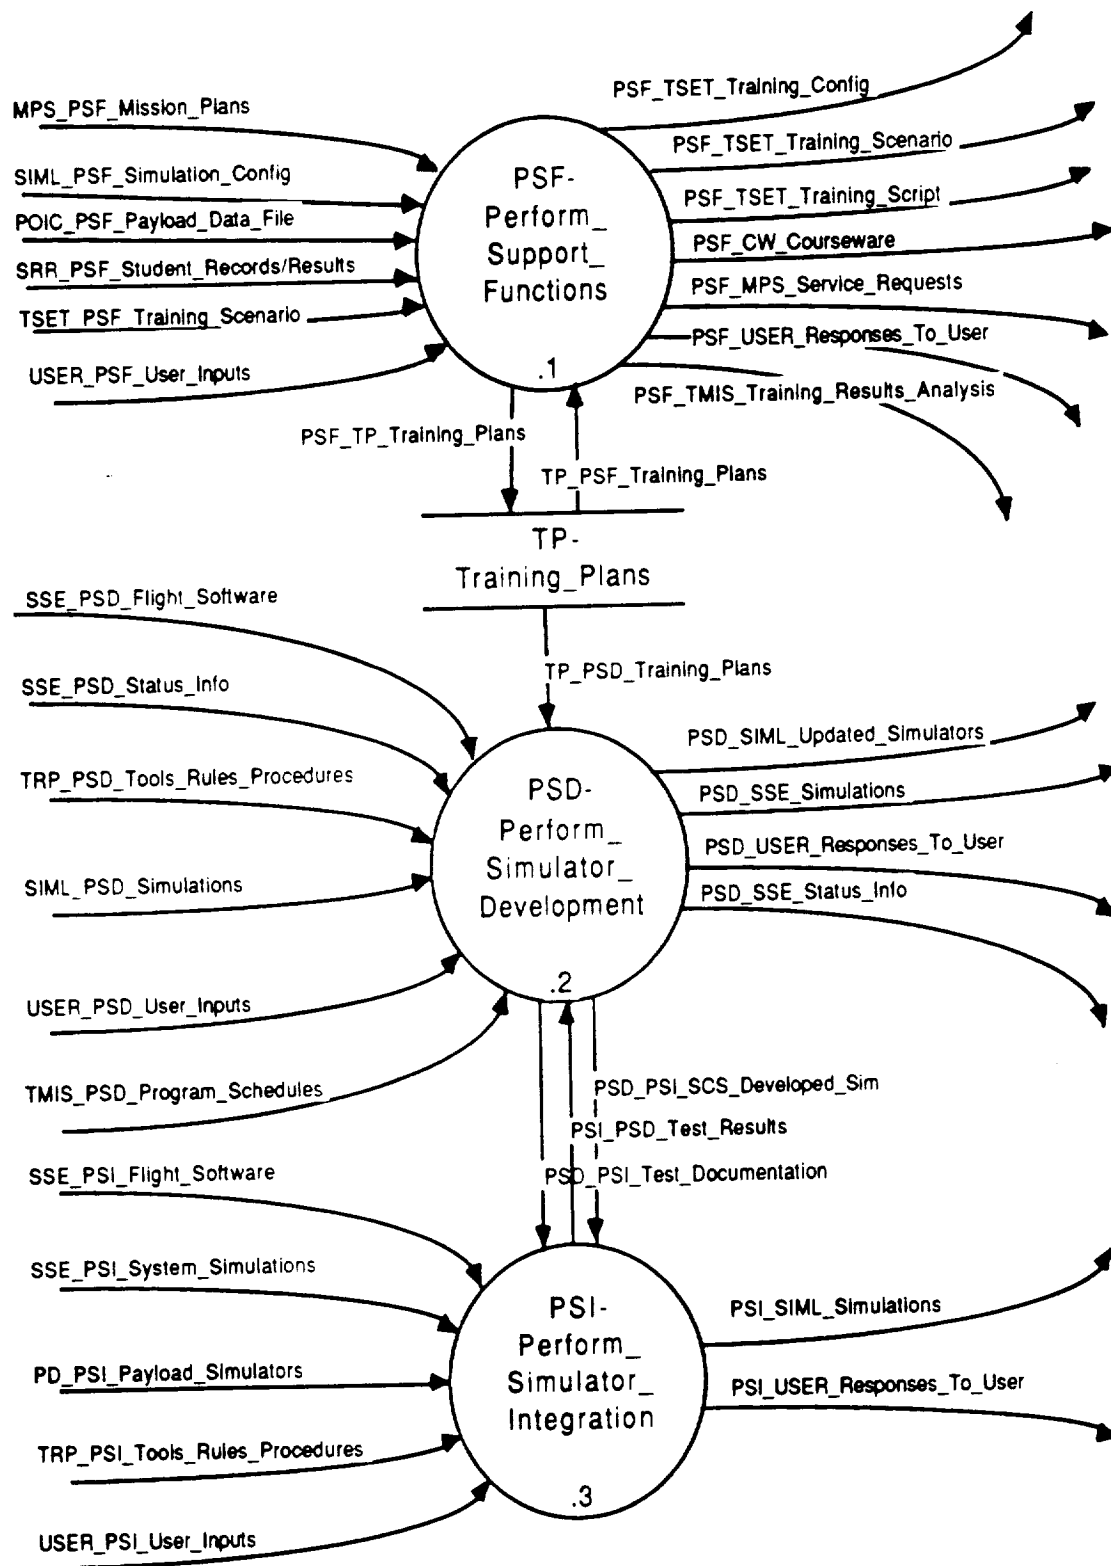 PSF_TSET_Training_Config
MPS_PSF_Mission_Plans
PSF_TSET_Training_Scenario
SIML_PSF_Simulation_Config
PSF-
Perform_
Support_
Functions
.1
PSF_TSET_Training_Script
POIC_PSF_Payload_Data_File
PSF_CW_Courseware
SRR_PSF_Student_Records/Results
PSF_MPS_Service_Requests
TSET_PSF_Training_Scenario
PSF_USER_Responses_To_User
USER_PSF_User_Inputs
PSF_TMIS_Training_Results_Analysis
PSF_TP_Training_Plans
TP_PSF_Training_Plans
TP-
Training_Plans
SSE_PSD_Flight_Software
TP_PSD_Training_Plans
SSE_PSD_Status_Info
PSD_SIML_Updated_Simulators
TRP_PSD_Tools_Rules_Procedures
PSD-
Perform_
Simulator_
Development
.2
PSD_SSE_Simulations
PSD_USER_Responses_To_User
SIML_PSD_Simulations
PSD_SSE_Status_Info
USER_PSD_User_Inputs
TMIS_PSD_Program_Schedules
PSD_PSI_SCS_Developed_Sim
PSI_PSD_Test_Results
PSD_PSI_Test_Documentation
SSE_PSI_Flight_Software
SSE_PSI_System_Simulations
PSI-
Perform_
Simulator_
Integration
.3
PSI_SIML_Simulations
PD_PSI_Payload_Simulators
PSI_USER_Responses_To_User
TRP_PSI_Tools_Rules_Procedures
USER_PSI_User_Inputs